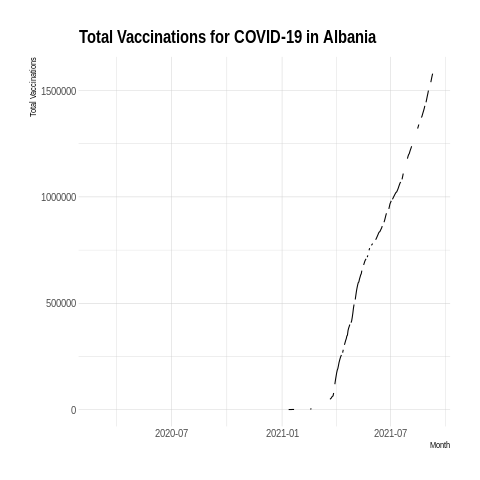 Total Vaccinations for COVID-19 in Albania
Total Vaccinations
1500000
1000000
500000
0
2020-07 2021-01 2021-07
Month